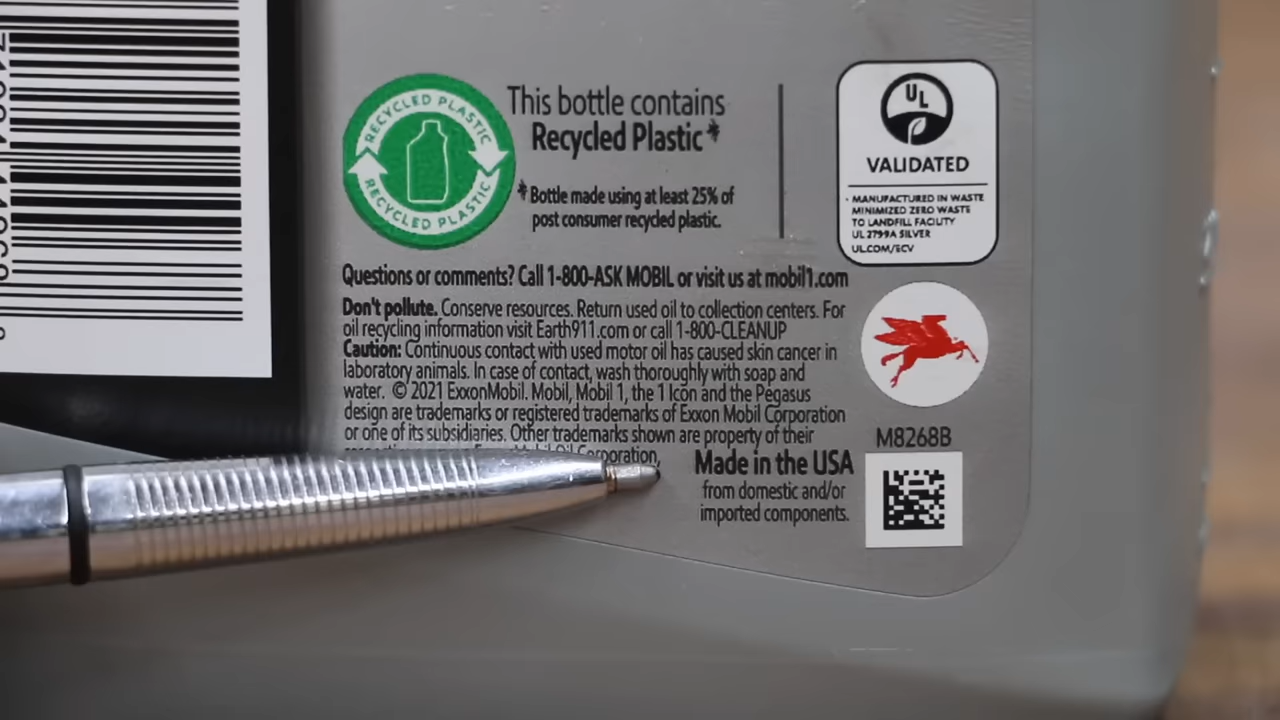 RECYCLED PLASTIC
RECYCLED PLASTIC
This bottle contains
Recycled Plastic*
*Bottle made using at least 25% of
post consumer recycled plastic.
UL
VALIDATED
MANUFACTURED IN WASTE
MINIMIZED ZERO WASTE
TO LANDFILL FACILITY
UL 2799A SILVER
UL.COM/ECV
Questions or comments? Call 1-800-ASK MOBIL or visit us at mobil1.com
Don't pollute. Conserve resources. Return used oil to collection centers. For
oil recycling information visit Earth911.com or call 1-800-CLEANUP
Caution: Continuous contact with used motor oil has caused skin cancer in
laboratory animals. In case of contact, wash thoroughly with soap and
water. © 2021 ExxonMobil. Mobil, Mobil 1, the 1 Icon and the Pegasus
design are trademarks or registered trademarks of Exxon Mobil Corporation
or one of its subsidiaries. Other trademarks shown are property of their
Oil Corporation,
M8268B
Made in the USA
from domestic and/or
imported components.